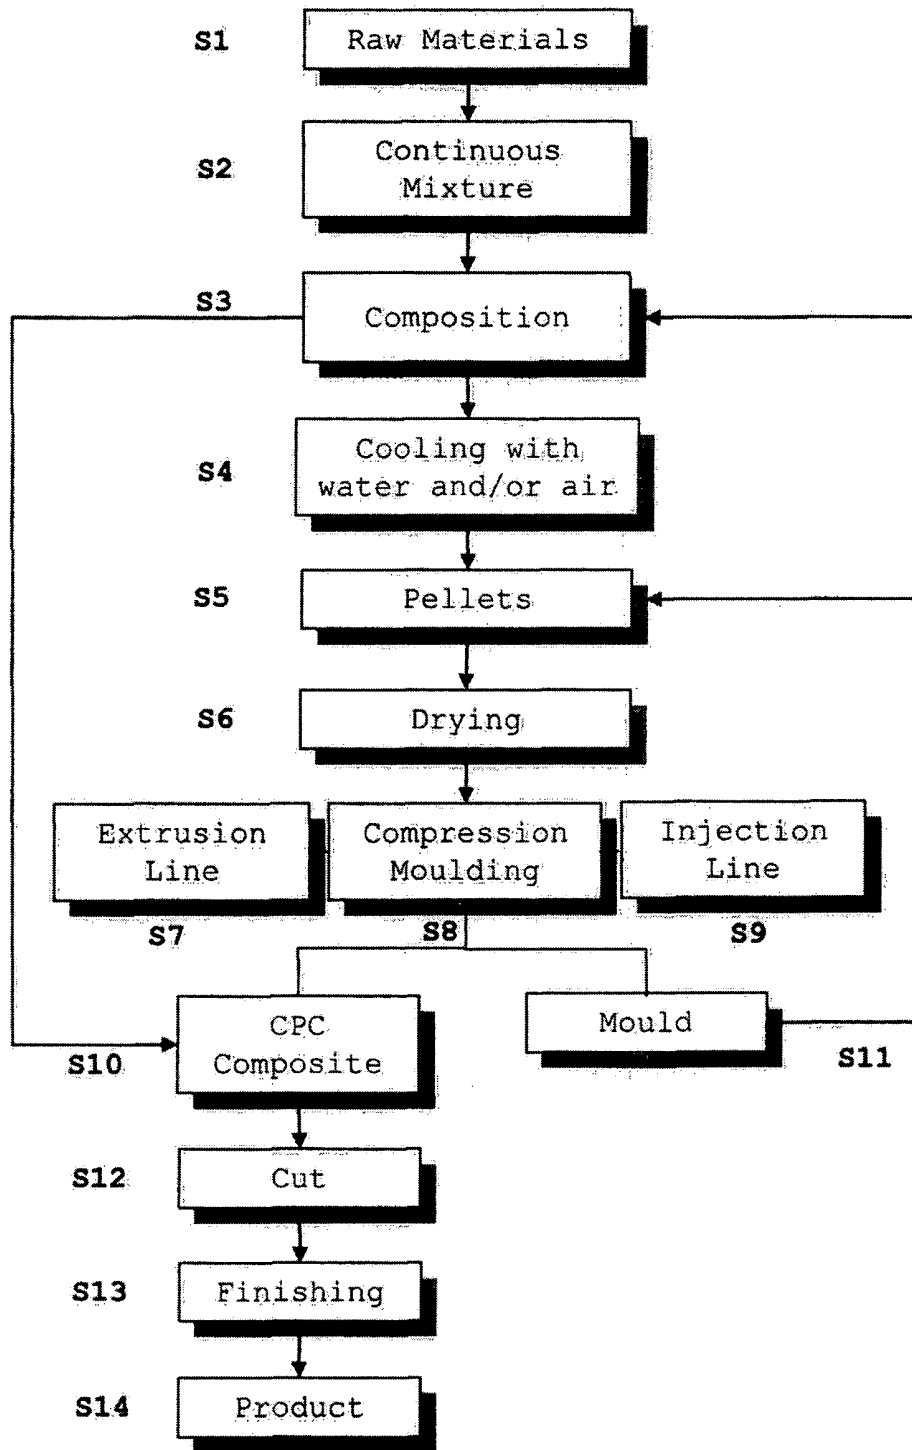 S1
Raw Materials
S2
Continuous
Mixture
S3
Composition
S4
Cooling with
water and/or air
S5
Pellets
S6
Drying
Extrusion
Line
S7
Compression
Moulding
S8
Injection
Line
S9
S10
CPC
Composite
Mould
S11
S12
Cut
S13
Finishing
S14
Product